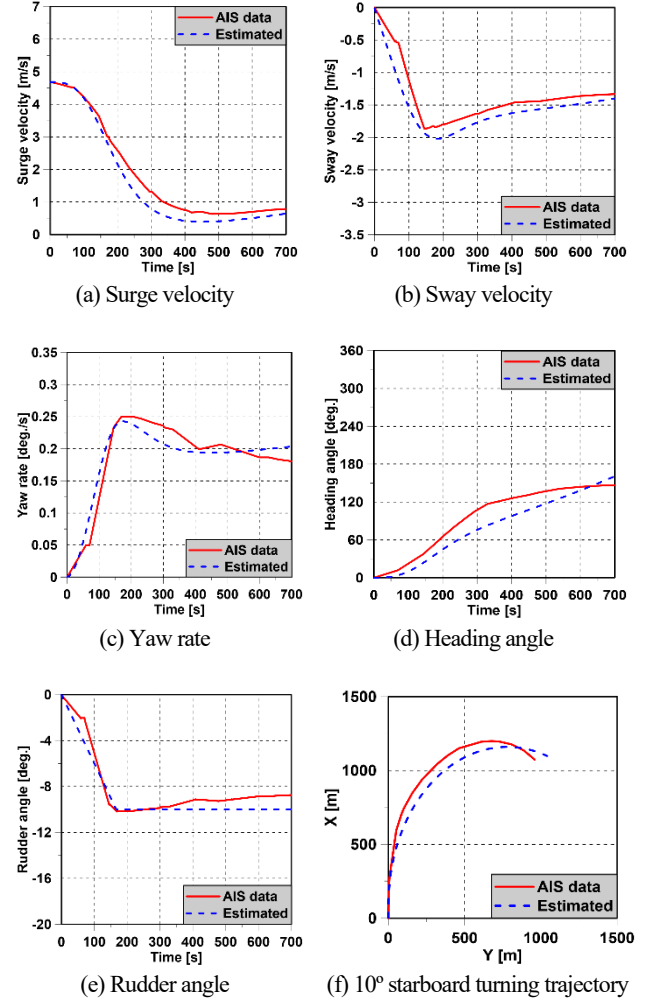 7
6
5
4
3
2
1
0
Surge velocity [m/s]
AIS data
Estimated
0 100 200 300 400 500 600 700
Time [s]
(a) Surge velocity
0
-0.5
-1
-1.5
-2
-2.5
-3
-3.5
Sway velocity [m/s]
AIS data
Estimated
0 100 200 300 400 500 600 700
Time [s]
(b) Sway velocity
0.35
0.3
0.25
0.2
0.15
0.1
0.05
0
Yaw rate [deg./s]
AIS data
Estimated
0 100 200 300 400 500 600 700
Time [s]
(c) Yaw rate
360
300
240
180
120
60
0
Heading angle [deg.]
AIS data
Estimated
0 100 200 300 400 500 600 700
Time [s]
(d) Heading angle
0
-4
-8
-12
-16
-20
Rudder angle [deg.]
AIS data
Estimated
0 100 200 300 400 500 600 700
Time [s]
(e) Rudder angle
1500
1000
500
0
X [m]
AIS data
Estimated
0 500 1000 1500
Y [m]
(f) 10º starboard turning trajectory